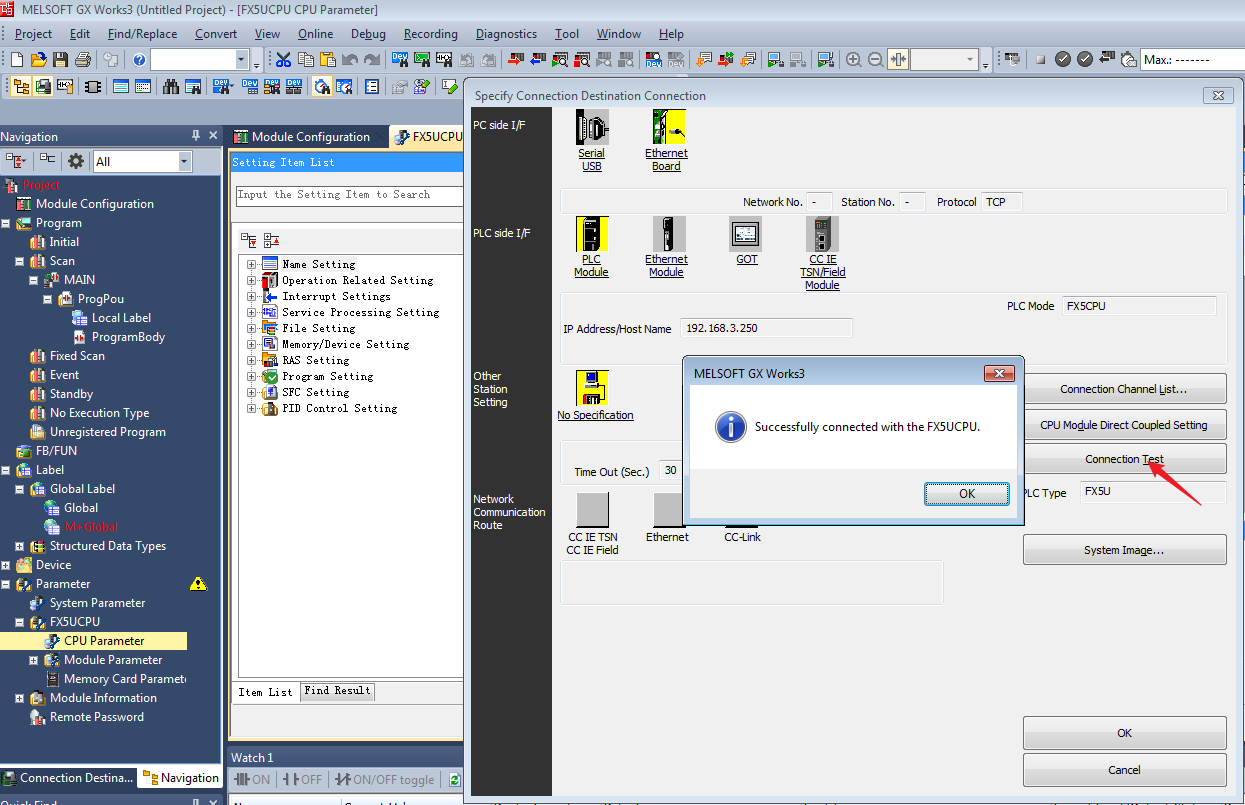 MELSOFT GX Works3 (Untitled Project) - [FX5UCPU CPU Parameter]
Project Edit Find/Replace Convert View Online Debug Recording Diagnostics Tool Window Help
Max.: -------
Navigation
All
Project
Module Configuration
Program
Initial
Scan
MAIN
ProgPou
Local Label
ProgramBody
Fixed Scan
Event
Standby
No Execution Type
Unregistered Program
FB/FUN
Label
Global Label
Global
M+Global
Structured Data Types
Device
Parameter
System Parameter
FX5UCPU
CPU Parameter
Module Parameter
Memory Card Paramete
Module Information
Remote Password
Connection Destina... Navigation
Module Configuration FX5UCPU
Setting Item List
Input the Setting Item to Search
Name Setting
Operation Related Setting
Interrupt Settings
Service Processing Setting
File Setting
Memory/Device Setting
RAS Setting
Program Setting
SFC Setting
PID Control Setting
Item List Find Result
Watch 1
ON OFF ON/OFF toggle
Specify Connection Destination Connection
PC side I/F
Serial
USB
Ethernet
Board
Network No. - Station No. - Protocol TCP
PLC side I/F
PLC
Module
Ethernet
Module
GOT
CC IE
TSN/Field
Module
PLC Mode FX5CPU
IP Address/Host Name 192.168.3.250
Other
Station
Setting
No Specification
Time Out (Sec.) 30
Network
Communication
Route
CC IE TSN
CC IE Field
Ethernet
CC-Link
Connection Channel List...
CPU Module Direct Coupled Setting
Connection Test
PLC Type FX5U
System Image...
OK
Cancel
MELSOFT GX Works3
Successfully connected with the FX5UCPU.
OK